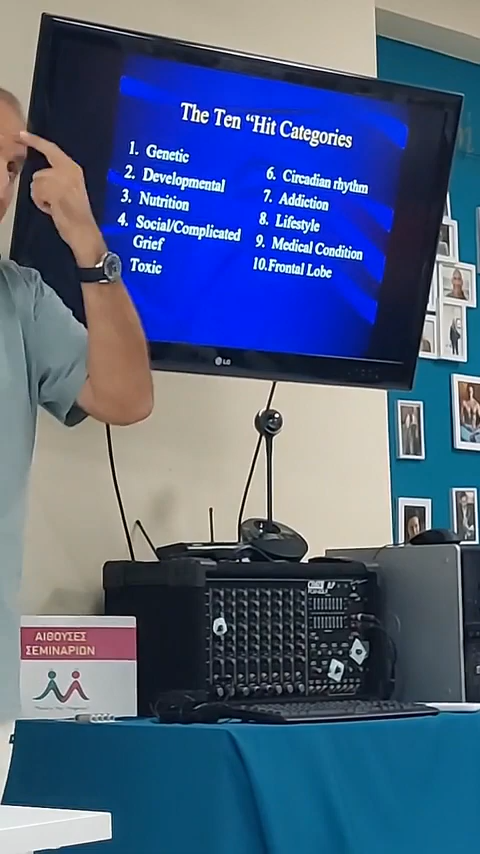 The Ten “Hit Categories
1. Genetic
2. Developmental
3. Nutrition
4. Social/Complicated
Grief
Toxic
6. Circadian rhythm
7. Addiction
8. Lifestyle
9. Medical Condition
10.Frontal Lobe
LG
ΑΙΘΟΥΣΕΣ
ΣΕΜΙΝΑΡΙΩΝ